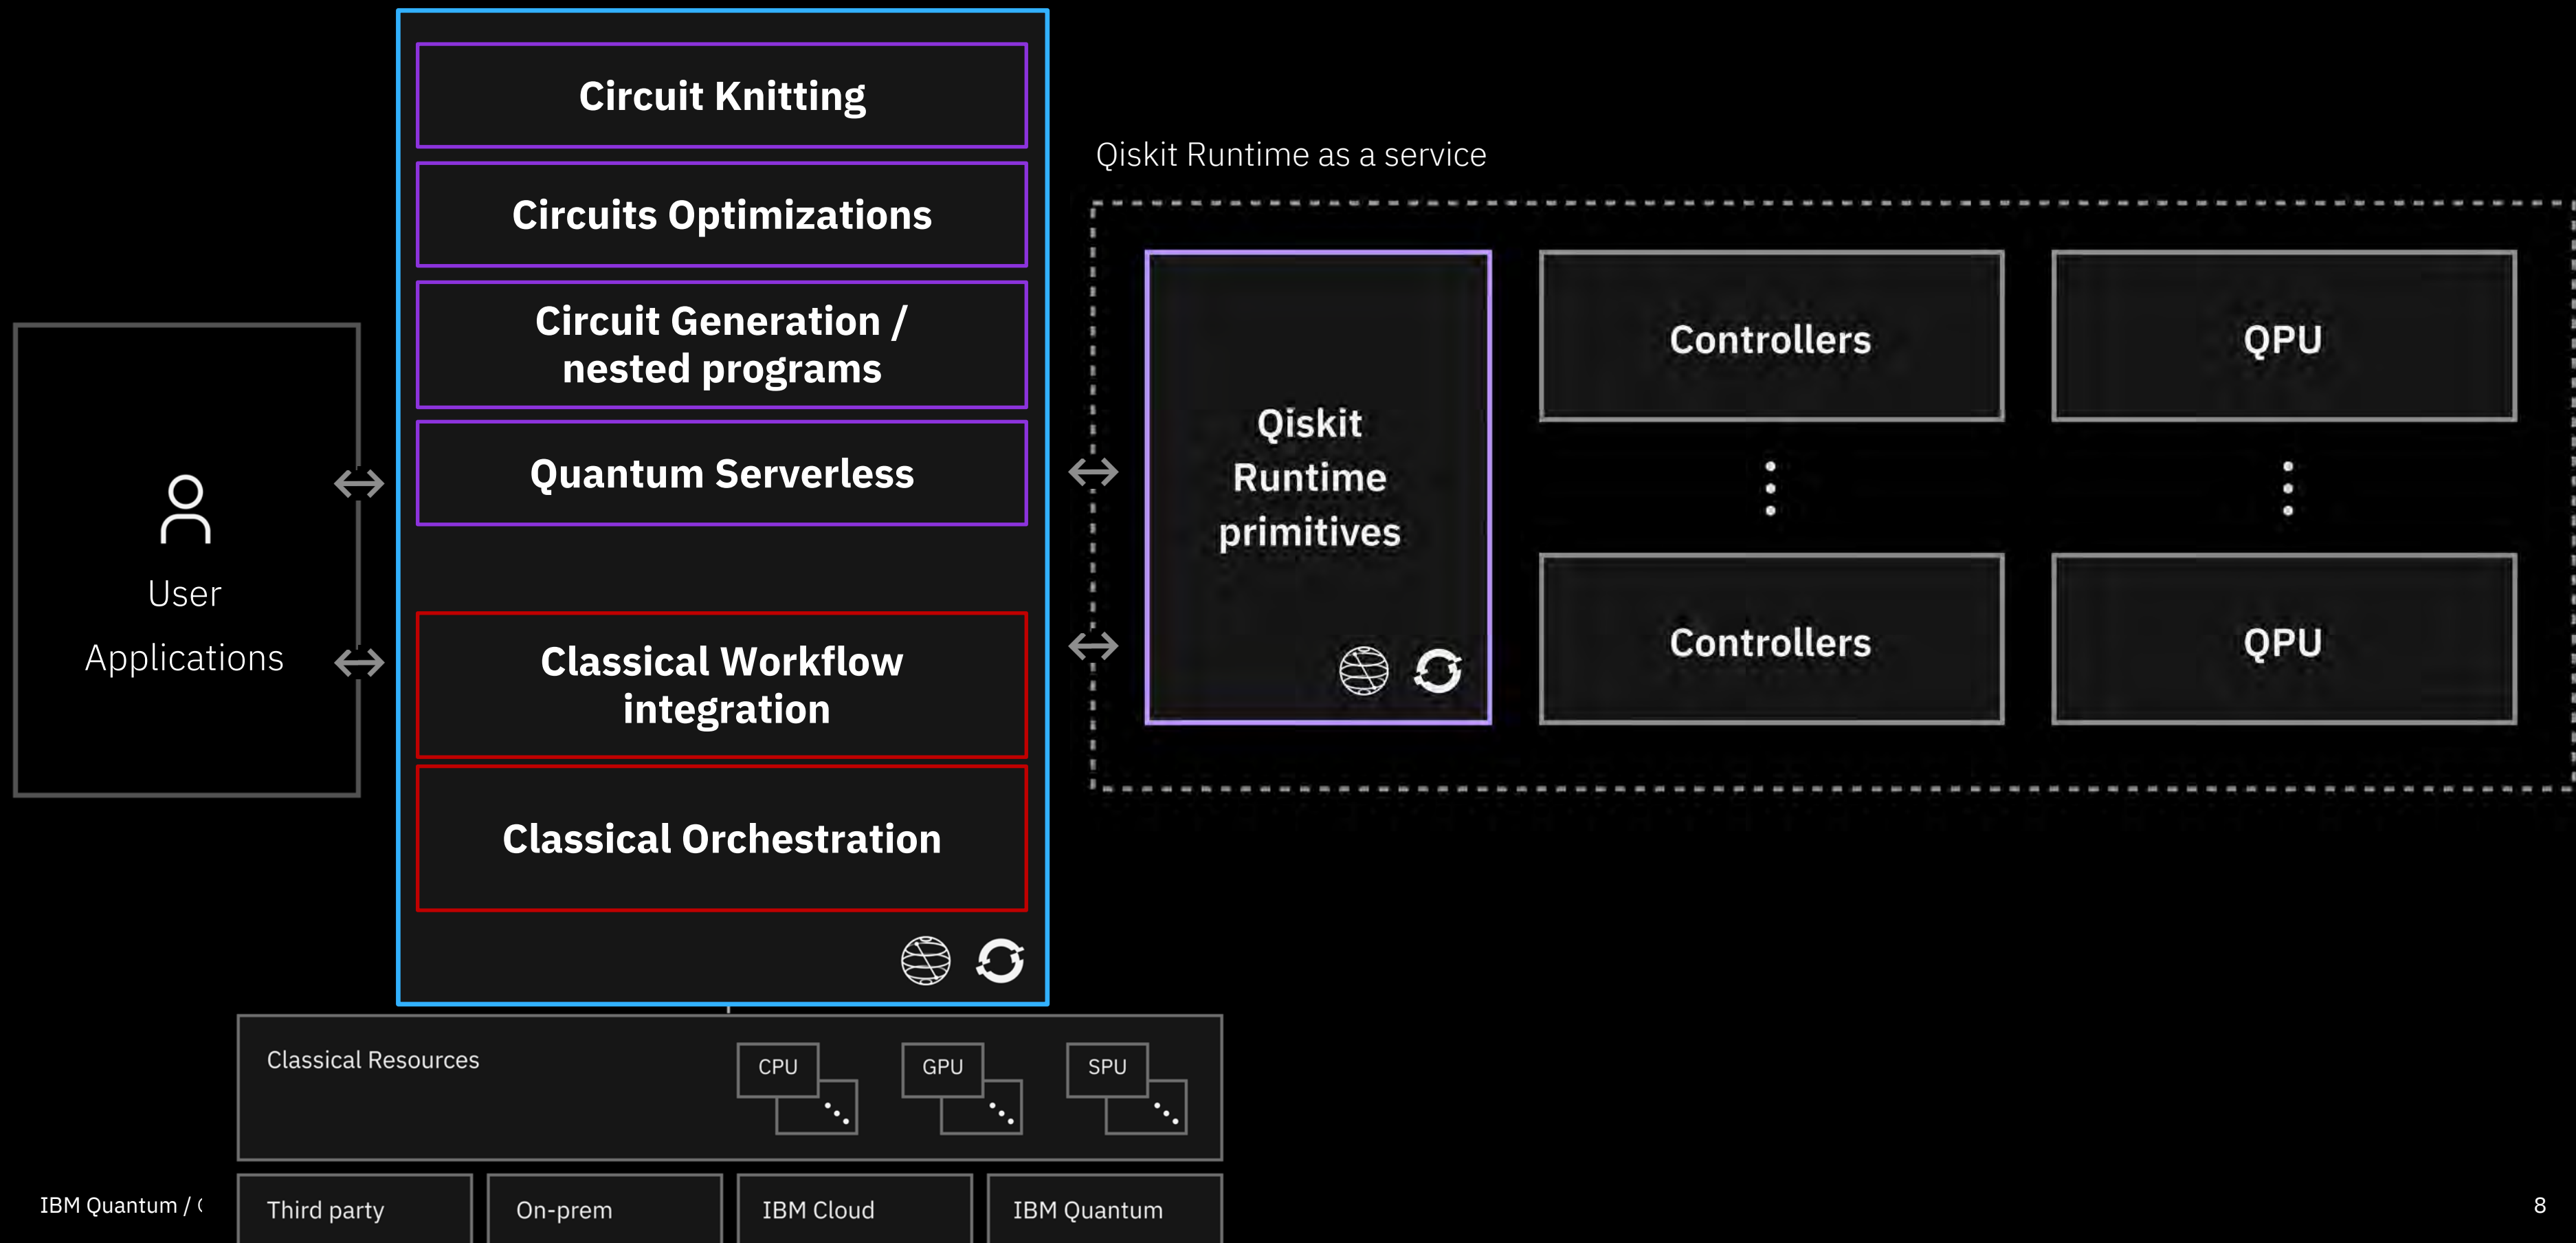 Circuit Knitting
Circuits Optimizations
Circuit Generation /
nested programs
Quantum Serverless
Classical Workflow
integration
Classical Orchestration
User
Applications
Qiskit Runtime as a service
Qiskit
Runtime
primitives
Controllers
QPU
Controllers
QPU
Classical Resources
CPU
GPU
SPU
Third party
On-prem
IBM Cloud
IBM Quantum
IBM Quantum /
8